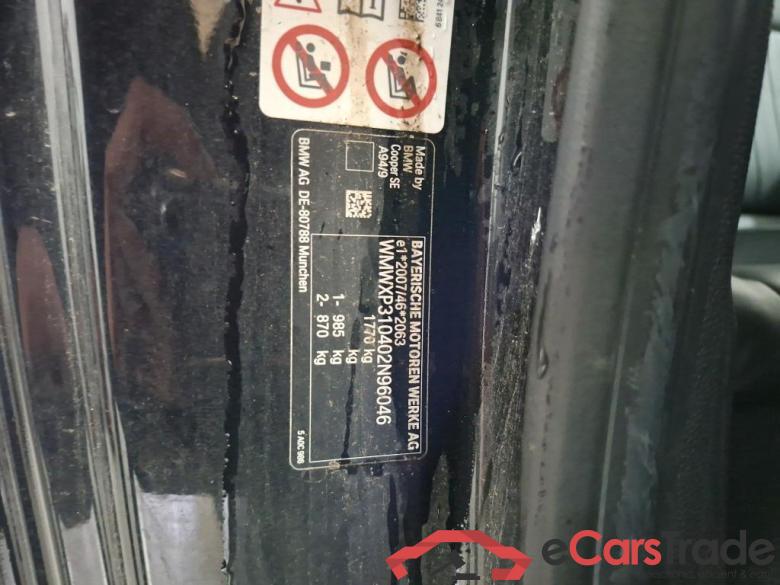 Made by
BMW
Cooper SE
A94/9
BAYERISCHE MOTOREN WERKE AG
e1*2007/46*2063
WMWXP310402N96046
1770 kg
1- 985 kg
2- 870 kg
BMW AG DE-80788 Munchen
5 A0C 986
eCarsTrade